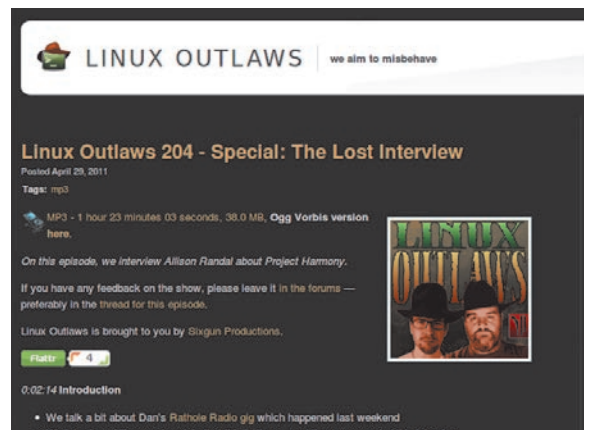 LINUX OUTLAWS
we aim to misbehave
Linux Outlaws 204 - Special: The Lost Interview
Posted April 29, 2011
Tags: mp3
MP3 - 1 hour 23 minutes 03 seconds, 38.0 MB, Ogg Vorbis version
here.
LINUX
OUTLAWS
On this episode, we interview Allison Randal about Project Harmony.
If you have any feedback on the show, please leave it in the forums —
preferably in the thread for this episode.
Linux Outlaws is brought to you by Sixgun Productions.
Flattr 4
0:02:14 Introduction
• We talk a bit about Dan's Rathole Radio gig which happened last weekend